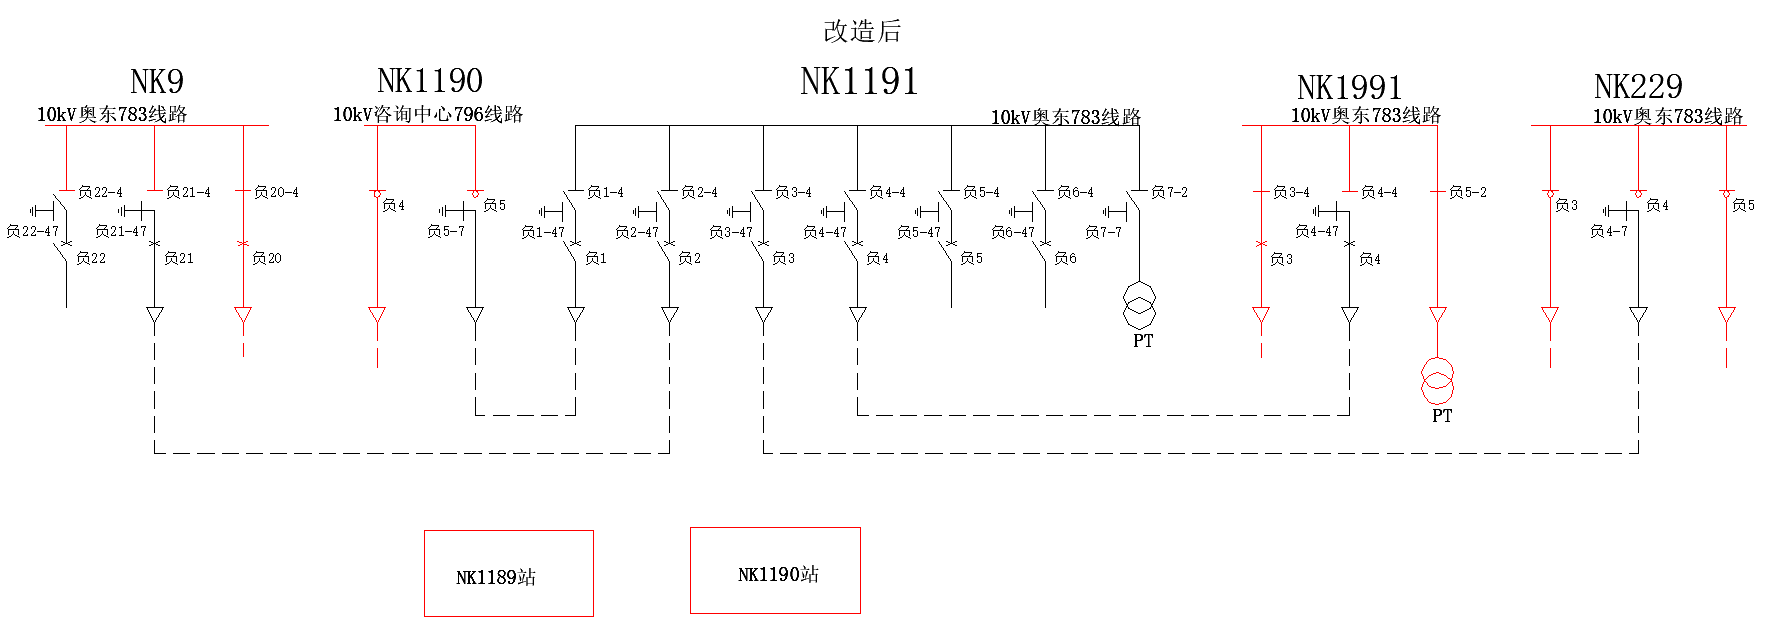 改造后
NK9
NK1190
NK1191
NK1991
NK229
10kV奥东783线路
10kV咨询中心796线路
10kV奥东783线路
10kV奥东783线路
10kV奥东783线路
负22-4
负21-4
负20-4
负4
负5
负1-4
负2-4
负3-4
负4-4
负5-4
负6-4
负7-2
负3-4
负4-4
负5-2
负3
负4
负5
负22-47
负21-47
负5-7
负1-47
负2-47
负3-47
负4-47
负5-47
负6-47
负7-7
负4-47
负4-7
负22
负21
负20
负1
负2
负3
负4
负5
负6
负3
负4
PT
PT
NK1189站
NK1190站